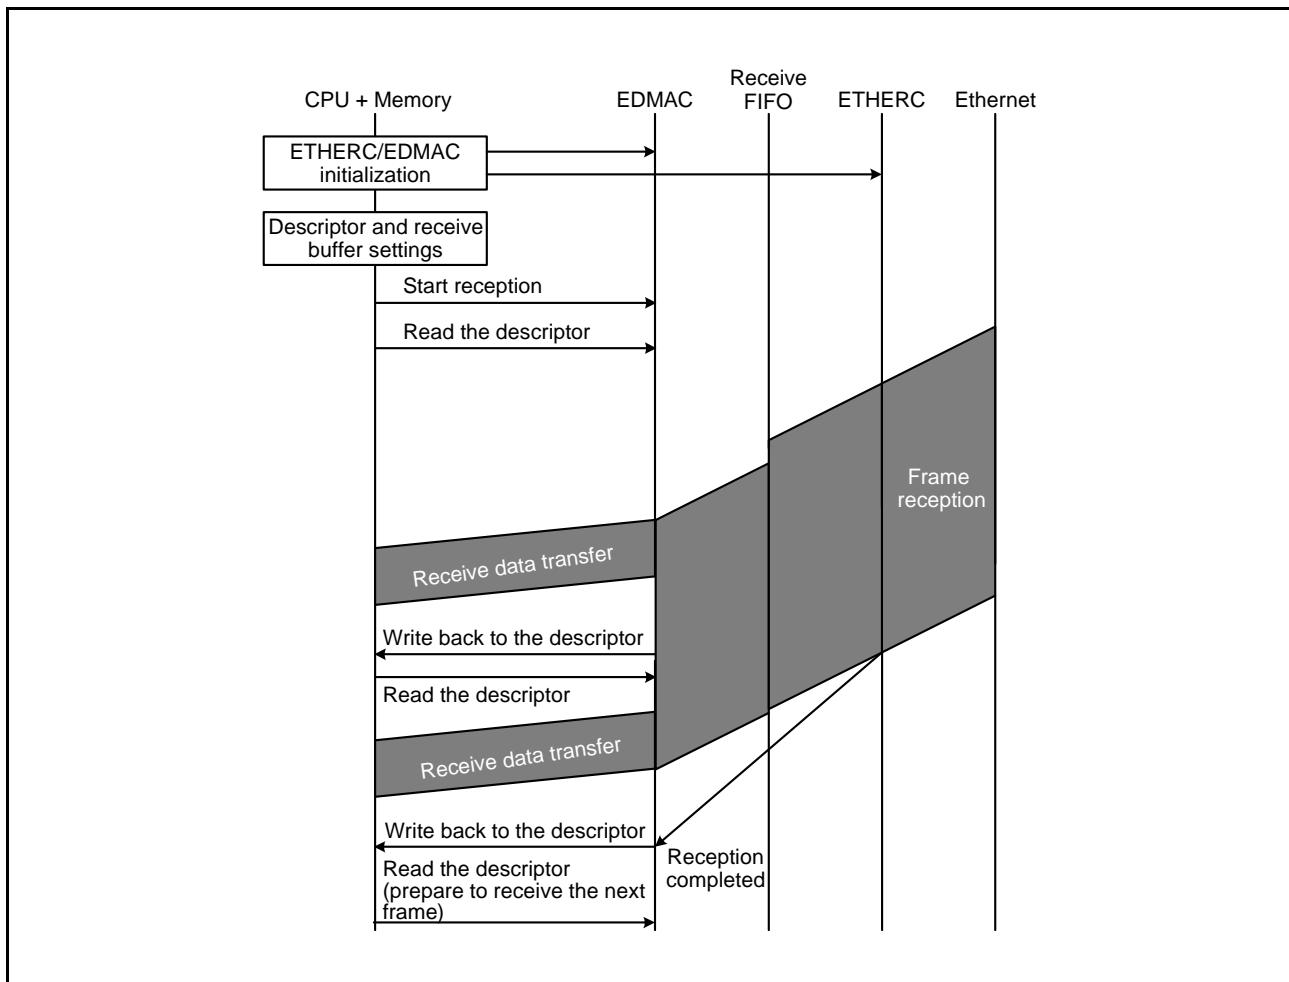 Receive
CPU + Memory EDMAC FIFO ETHERC Ethernet
ETHERC/EDMAC
initialization
Descriptor and receive
buffer settings
Start reception
Read the descriptor
Frame
reception
Receive data transfer
Write back to the descriptor
Read the descriptor
Receive data transfer
Write back to the descriptor
Reception
completed
Read the descriptor
(prepare to receive the next
frame)